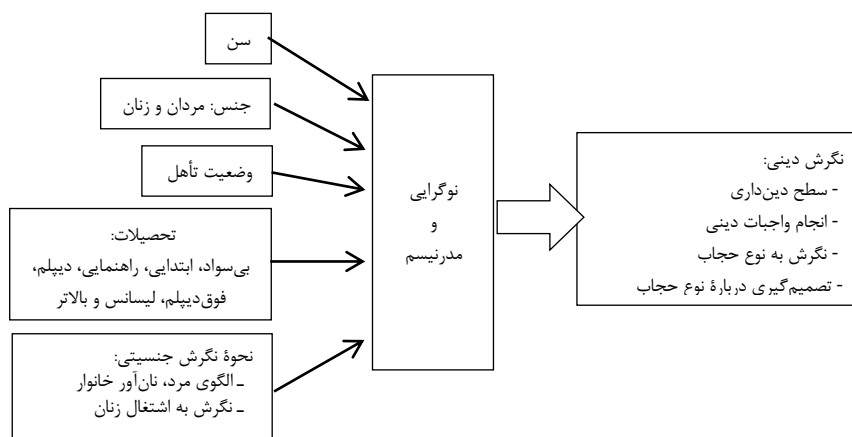 سن
جنس: مردان و زنان
وضعیت تأهل
تحصیلات:
بی‌سواد، ابتدایی، راهنمایی، دیپلم،
فوق‌دیپلم، لیسانس و بالاتر
نحوۀ نگرش جنسیتی:
ـ الگوی مرد، نان‌آور خانوار
ـ نگرش به اشتغال زنان
نوگرایی
و
مدرنیسم
نگرش دینی:
- سطح دین‌داری
- انجام واجبات دینی
- نگرش به نوع حجاب
- تصمیم‌گیری دربارۀ نوع حجاب